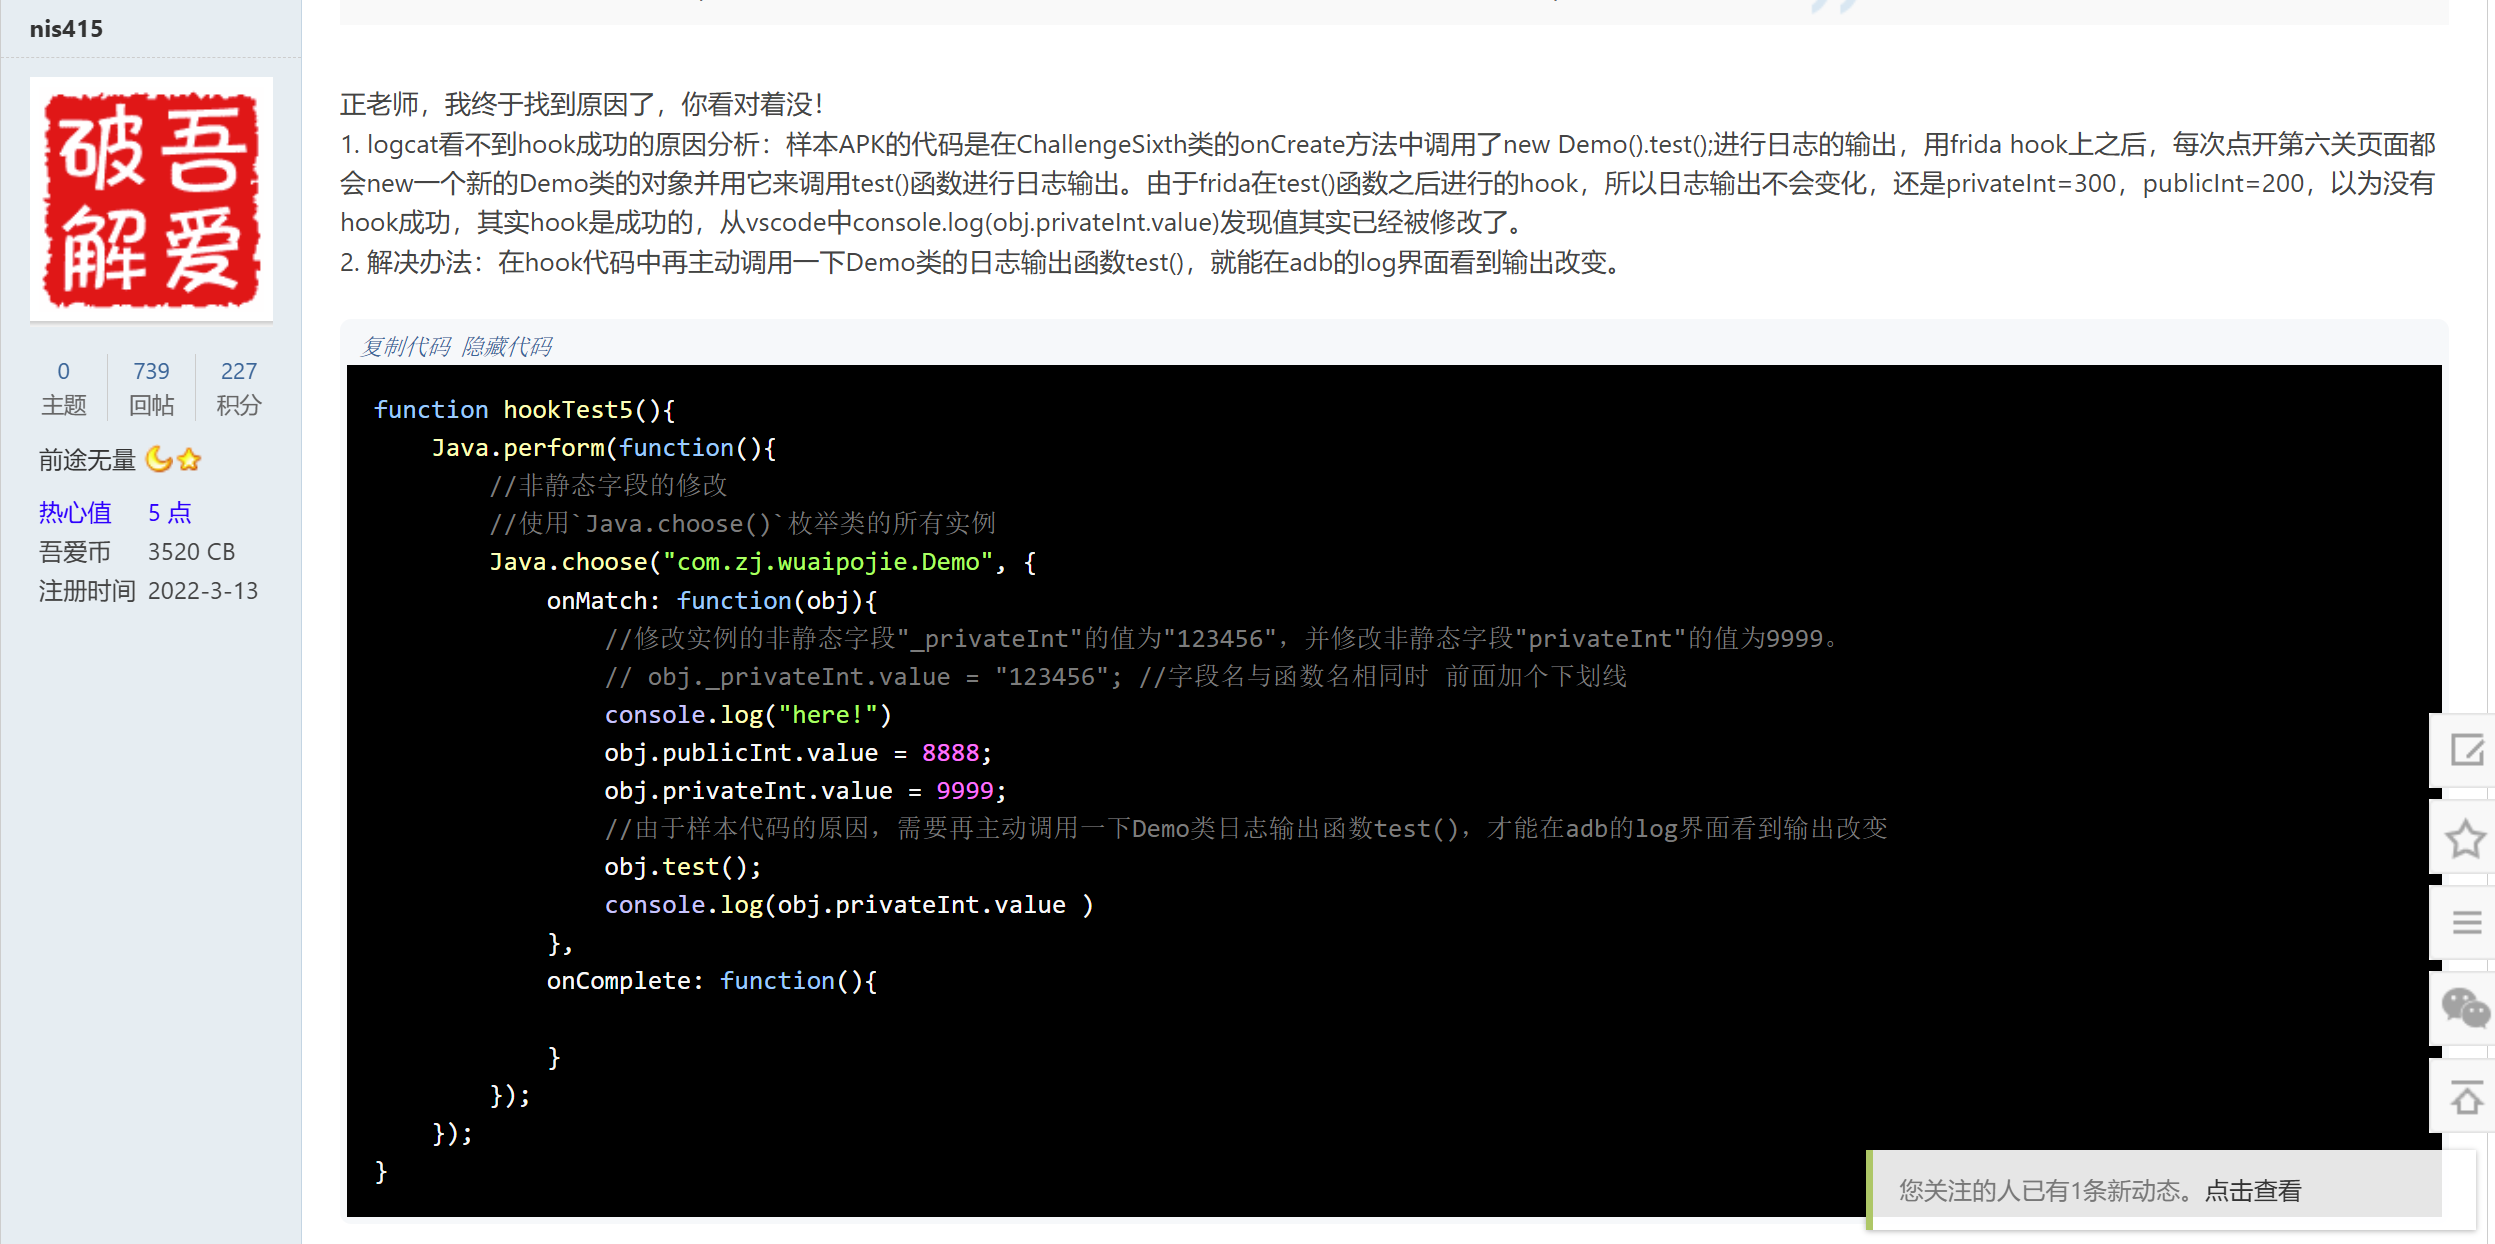 nis415
吾爱
破解
0 739 227
主题 回帖 积分
前途无量
热心值 5 点
吾爱币 3520 CB
注册时间 2022-3-13
正老师，我终于找到原因了，你看对着没！
1. logcat看不到hook成功的原因分析：样本APK的代码是在ChallengeSixth类的onCreate方法中调用了new Demo().test();进行日志的输出，用frida hook上之后，每次点开第六关页面都
会new一个新的Demo类的对象并用它来调用test()函数进行日志输出。由于frida在test()函数之后进行的hook，所以日志输出不会变化，还是privateInt=300，publicInt=200，以为没有
hook成功，其实hook是成功的，从vscode中console.log(obj.privateInt.value)发现值其实已经被修改了。
2. 解决办法：在hook代码中再主动调用一下Demo类的日志输出函数test()，就能在adb的log界面看到输出改变。
复制代码 隐藏代码
function hookTest5(){
    Java.perform(function(){
        //非静态字段的修改
        //使用`Java.choose()`枚举类的所有实例
        Java.choose("com.zj.wuaipojie.Demo", {
            onMatch: function(obj){
                //修改实例的非静态字段"_privateInt"的值为"123456"，并修改非静态字段"privateInt"的值为9999。
                // obj._privateInt.value = "123456"; //字段名与函数名相同时 前面加个下划线
                console.log("here!")
                obj.publicInt.value = 8888;
                obj.privateInt.value = 9999;
                //由于样本代码的原因，需要再主动调用一下Demo类日志输出函数test()，才能在adb的log界面看到输出改变
                obj.test();
                console.log(obj.privateInt.value )
            },
            onComplete: function(){
            }
        });
    });
}
您关注的人已有1条新动态。点击查看